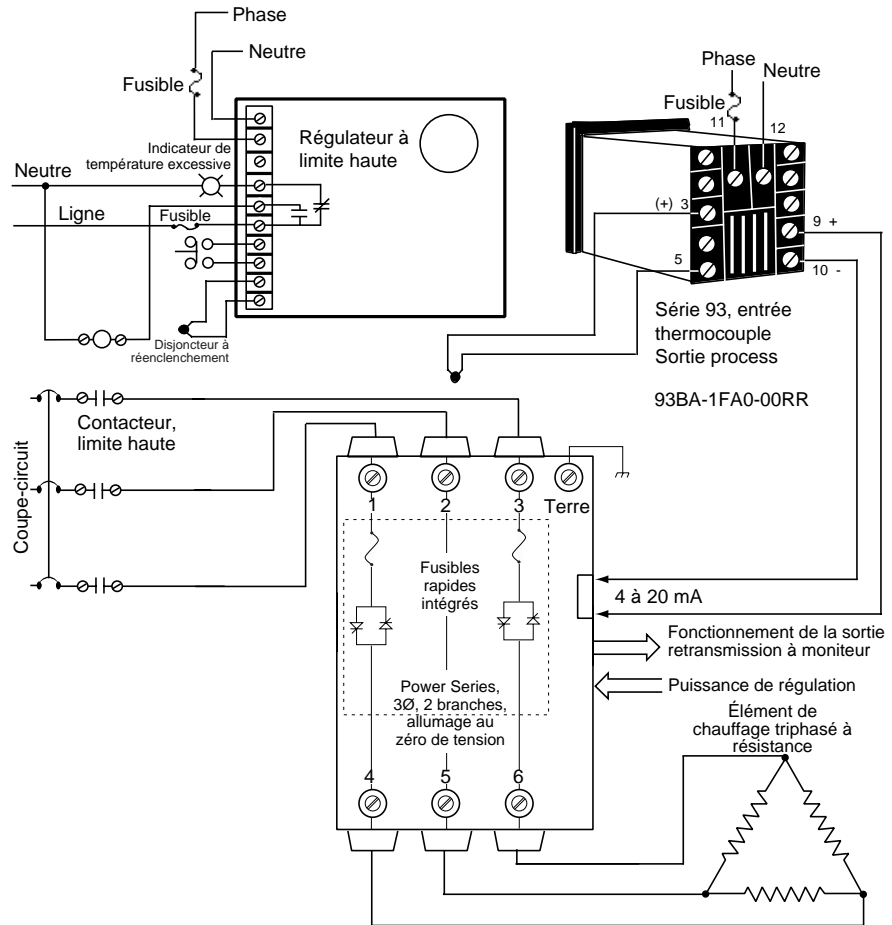 Phase
Neutre
Fusible
Indicateur de
température excessive
Régulateur à
limite haute
Neutre
Ligne
Fusible
Disjoncteur à
réenclenchement
Phase
Neutre
Fusible
11
12
(+) 3
5
9 +
10 -
Série 93, entrée
thermocouple
Sortie process
93BA-1FA0-00RR
Coupe-circuit
Contacteur,
limite haute
1
2
3
Terre
Fusibles
rapides
intégrés
4 à 20 mA
Fonctionnement de la sortie
retransmission à moniteur
Puissance de régulation
Power Series,
3Ø, 2 branches,
allumage au
zéro de tension
Élément de
chauffage triphasé à
résistance
4
5
6